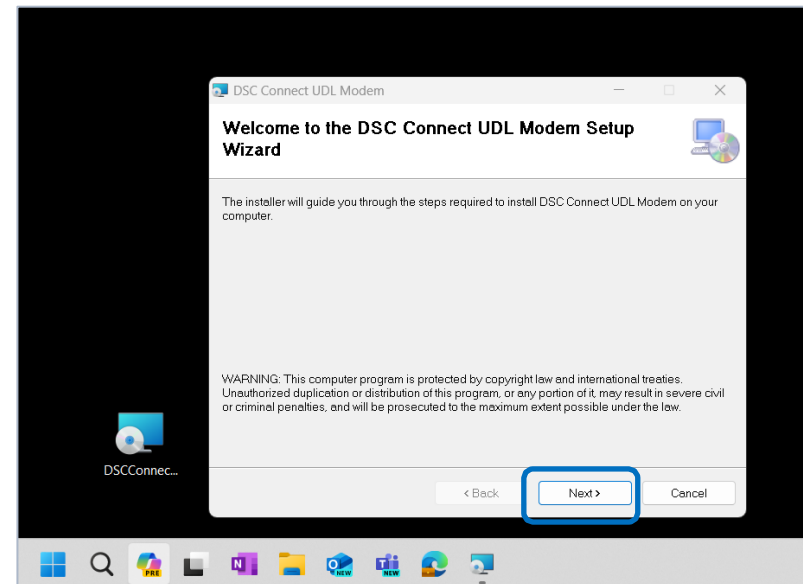 DSC Connect UDL Modem
Welcome to the DSC Connect UDL Modem Setup
Wizard
The installer will guide you through the steps required to install DSC Connect UDL Modem on your
computer.
WARNING: This computer program is protected by copyright law and international treaties.
Unauthorized duplication or distribution of this program, or any portion of it, may result in severe civil
or criminal penalties, and will be prosecuted to the maximum extent possible under the law.
DSCConnec...
< Back
Next >
Cancel
PRE
N
NEW
NEW